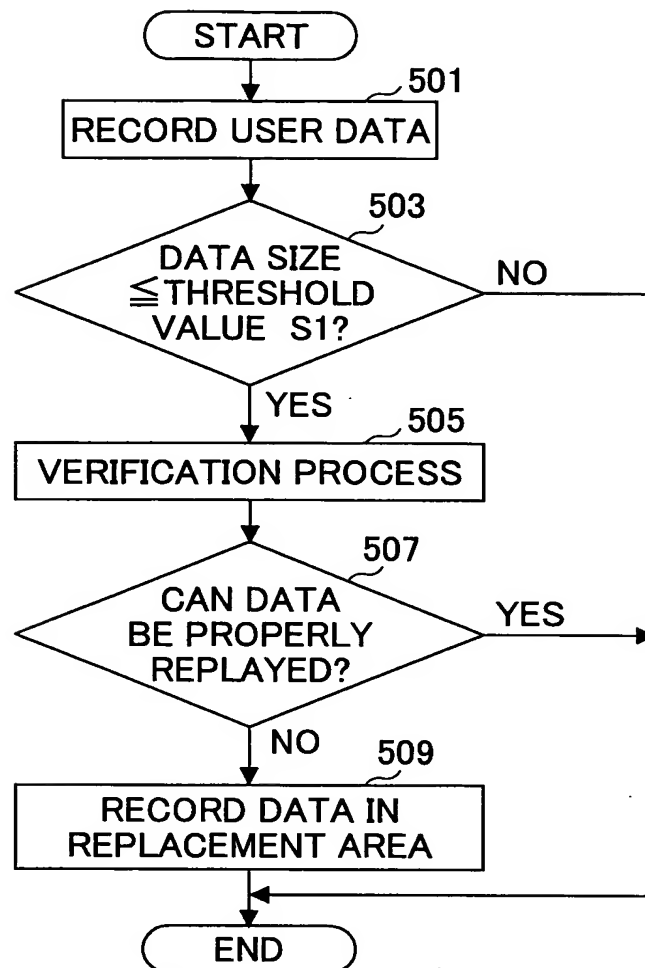 START
501
RECORD USER DATA
503
DATA SIZE
≦THRESHOLD
VALUE S1?
NO
YES
505
VERIFICATION PROCESS
507
CAN DATA
BE PROPERLY
REPLAYED?
YES
NO
509
RECORD DATA IN
REPLACEMENT AREA
END